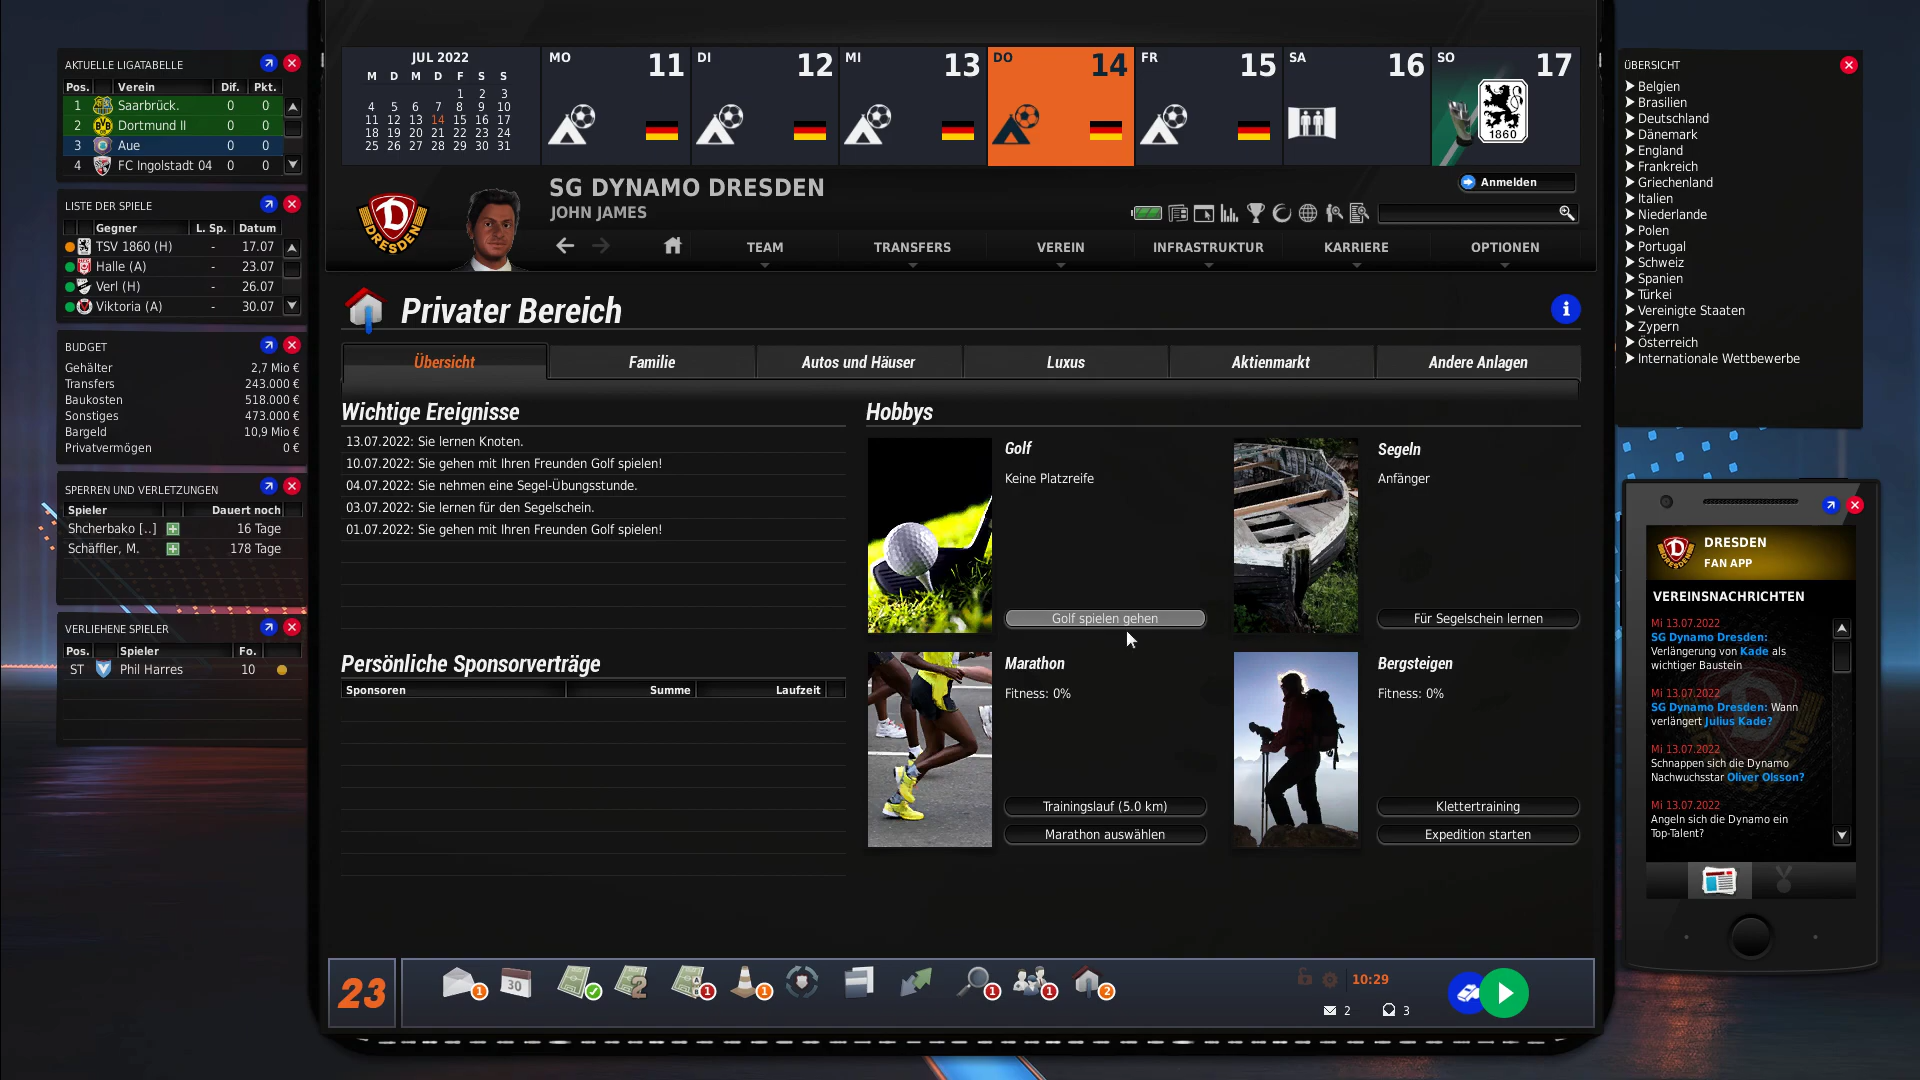 AKTUELLE LIGATABELLE
Pos. Verein Dif. Pkt.
1 Saarbrück. 0 0
2 Dortmund II 0 0
3 Aue 0 0
4 FC Ingolstadt 04 0 0
LISTE DER SPIELE
Gegner L. Sp. Datum
TSV 1860 (H) - 17.07
Halle (A) - 23.07
Verl (H) - 26.07
Viktoria (A) - 30.07
BUDGET
Gehälter 2,7 Mio €
Transfers 243.000 €
Baukosten 518.000 €
Sonstiges 473.000 €
Bargeld 10,9 Mio €
Privatvermögen 0 €
SPERREN UND VERLETZUNGEN
Spieler Dauert noch
Shcherbako [..] 16 Tage
Schäffler, M. 178 Tage
VERLIEHENE SPIELER
Pos. Spieler Fo.
ST Phil Harres 10
JUL 2022
M D M D F S S
1 2 3
4 5 6 7 8 9 10
11 12 13 14 15 16 17
18 19 20 21 22 23 24
25 26 27 28 29 30 31
MO 11
DI 12
MI 13
DO 14
FR 15
SA 16
SO 17
1860
SG DYNAMO DRESDEN
JOHN JAMES
D
DRESDEN
Anmelden
TEAM
TRANSFERS
VEREIN
INFRASTRUKTUR
KARRIERE
OPTIONEN
Privater Bereich
i
Übersicht
Familie
Autos und Häuser
Luxus
Aktienmarkt
Andere Anlagen
Wichtige Ereignisse
13.07.2022: Sie lernen Knoten.
10.07.2022: Sie gehen mit Ihren Freunden Golf spielen!
04.07.2022: Sie nehmen eine Segel-Übungsstunde.
03.07.2022: Sie lernen für den Segelschein.
01.07.2022: Sie gehen mit Ihren Freunden Golf spielen!
Persönliche Sponsorverträge
Sponsoren Summe Laufzeit
Hobbys
Golf
Keine Platzreife
Golf spielen gehen
Segeln
Anfänger
Für Segelschein lernen
Marathon
Fitness: 0%
Trainingslauf (5.0 km)
Marathon auswählen
Bergsteigen
Fitness: 0%
Klettertraining
Expedition starten
23
1
30
2
1
1
1
1
2
10:29
2
3
ÜBERSICHT
Belgien
Brasilien
Deutschland
Dänemark
England
Frankreich
Griechenland
Italien
Niederlande
Polen
Portugal
Schweiz
Spanien
Türkei
Vereinigte Staaten
Zypern
Österreich
Internationale Wettbewerbe
DRESDEN
FAN APP
VEREINSNACHRICHTEN
Mi 13.07.2022
SG Dynamo Dresden:
Verlängerung von Kade als
wichtiger Baustein
Mi 13.07.2022
SG Dynamo Dresden: Wann
verlängert Julius Kade?
Mi 13.07.2022
Schnappen sich die Dynamo
Nachwuchsstar Oliver Olsson?
Mi 13.07.2022
Angeln sich die Dynamo ein
Top-Talent?